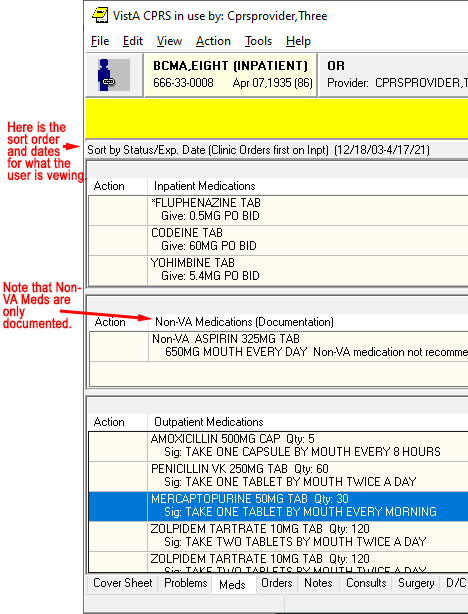 VistA CPRS in use by: Cprsprovider,Three
File Edit View Action Tools Help
BCMA,EIGHT (INPATIENT) OR
666-33-0008 Apr 07,1935 (86) Provider: CPRSPROVIDER,T
Here is the
sort order
and dates
for what the
user is vewing.
Sort by Status/Exp. Date (Clinic Orders first on Inpt) (12/18/03-4/17/21)
Action Inpatient Medications
*FLUPHENAZINE TAB
Give: 0.5MG PO BID
CODEINE TAB
Give: 60MG PO BID
YOHIMBINE TAB
Give: 5.4MG PO BID
Note that Non-
VA Meds are
only
documented.
Action Non-VA Medications (Documentation)
Non-VA ASPIRIN 325MG TAB
650MG MOUTH EVERY DAY Non-VA medication not recomme
Action Outpatient Medications
AMOXICILLIN 500MG CAP Qty: 5
Sig: TAKE ONE CAPSULE BY MOUTH EVERY 8 HOURS
PENICILLIN VK 250MG TAB Qty: 60
Sig: TAKE ONE TABLET BY MOUTH TWICE A DAY
MERCAPTOPURINE 50MG TAB Qty: 30
Sig: TAKE ONE TABLET BY MOUTH EVERY MORNING
ZOLPIDEM TARTRATE 10MG TAB Qty: 120
Sig: TAKE TWO TABLETS BY MOUTH TWICE A DAY
ZOLPIDEM TARTRATE 10MG TAB Qty: 120
Sig: TAKE TWO TABLETS BY MOUTH TWICE A DAY
Cover Sheet Problems Meds Orders Notes Consults Surgery D/C